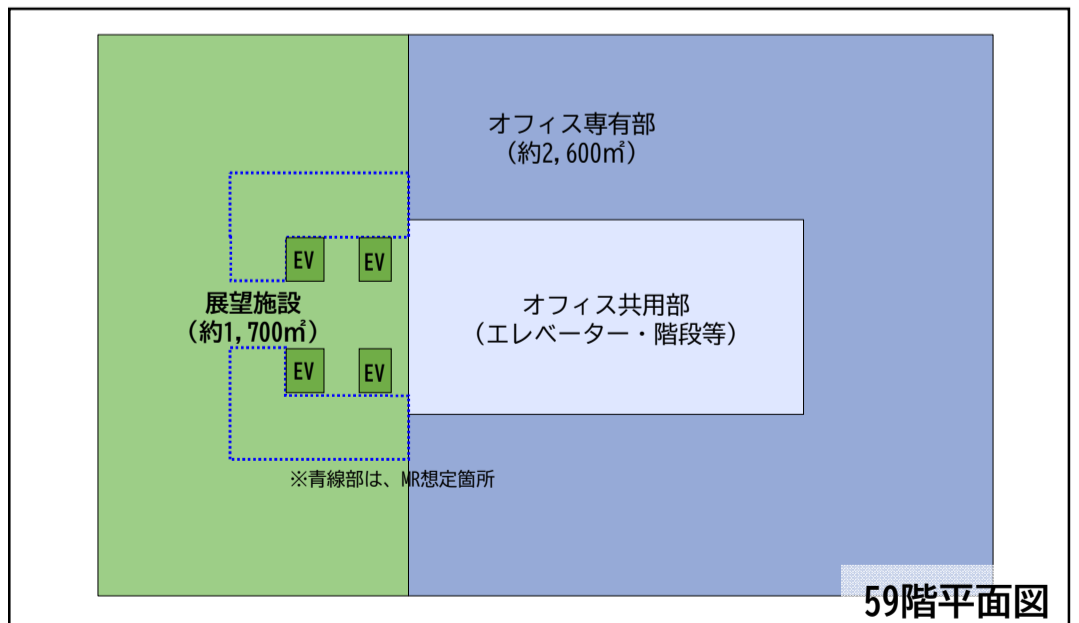 オフィス専有部
（約2,600㎡）
EV
EV
展望施設
（約1,700㎡）
オフィス共用部
（エレベーター・階段等）
EV
EV
※青線部は、MR想定箇所
59階平面図